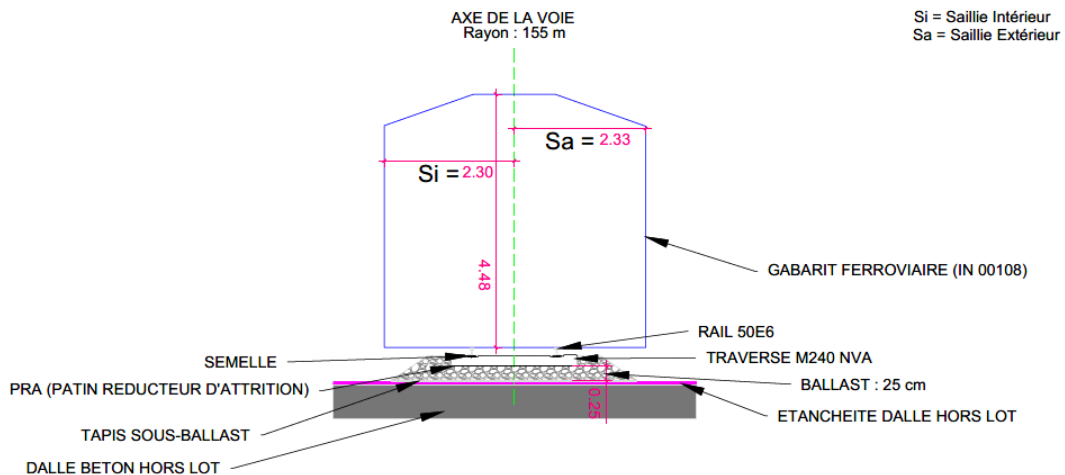 AXE DE LA VOIE
Rayon : 155 m
Si = Saillie Intérieur
Sa = Saillie Extérieur
Sa = 2.33
Si = 2.30
4.48
GABARIT FERROVIAIRE (IN 00108)
RAIL 50E6
SEMELLE
TRAVERSE M240 NVA
PRA (PATIN REDUCTEUR D'ATTRITION)
BALLAST : 25 cm
0.25
ETANCHEITE DALLE HORS LOT
TAPIS SOUS-BALLAST
DALLE BETON HORS LOT